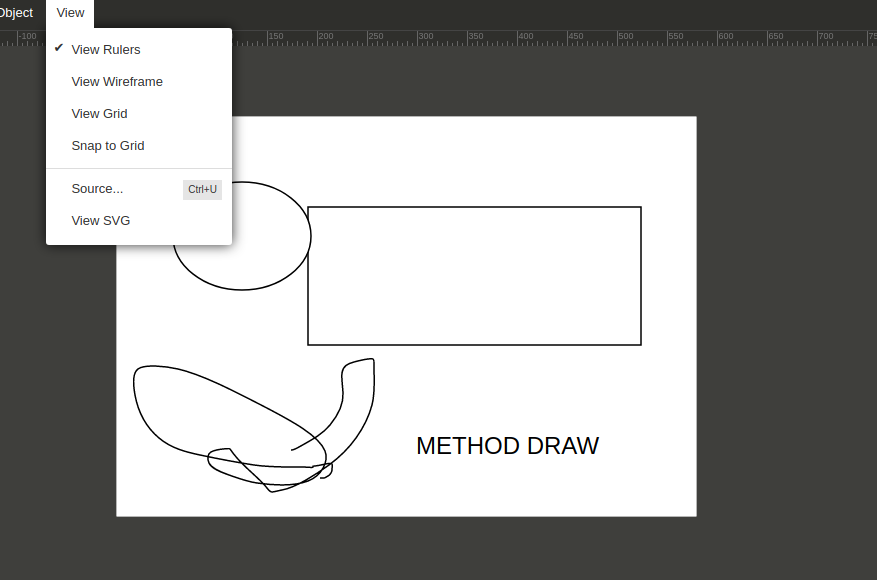 Object View
-100 150 200 250 300 350 400 450 500 550 600 650 700
✔ View Rulers
View Wireframe
View Grid
Snap to Grid
Source... Ctrl+U
View SVG
METHOD DRAW